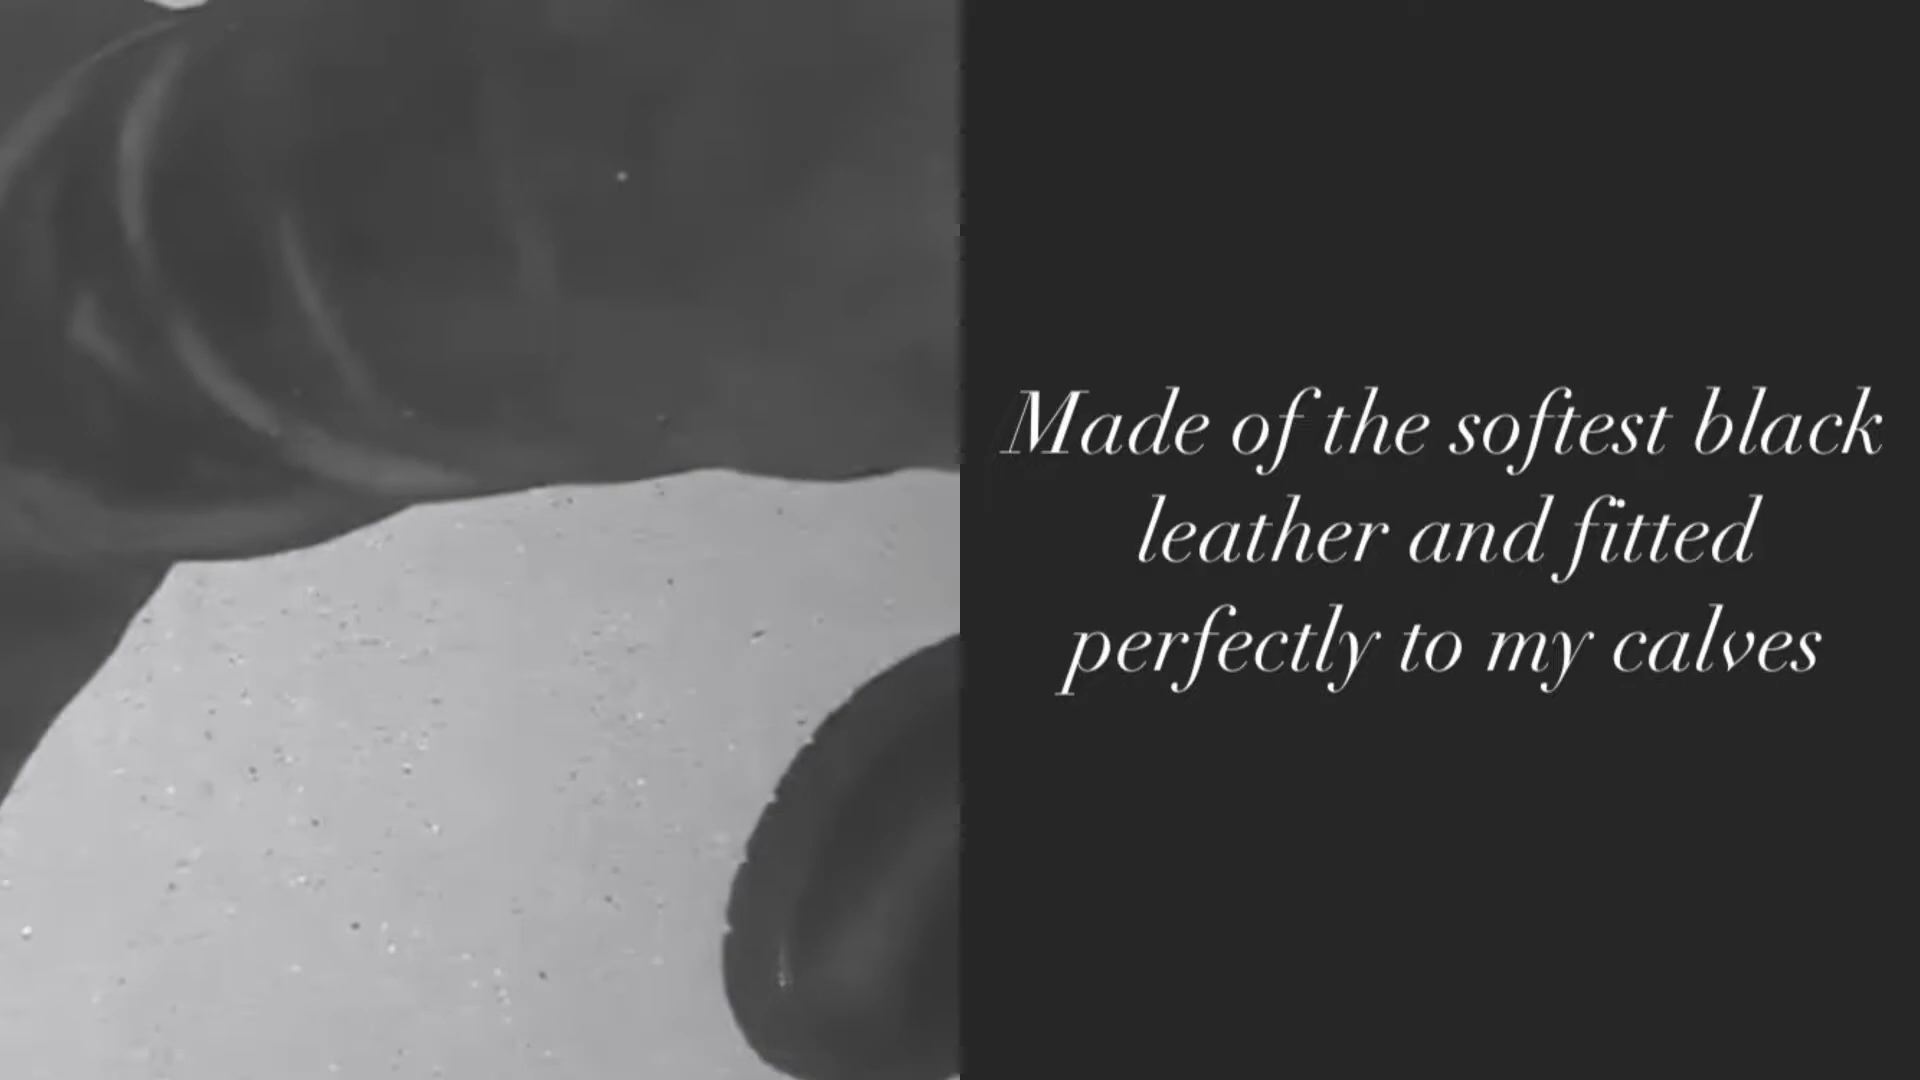 Made of the softest black
leather and fitted
perfectly to my calves